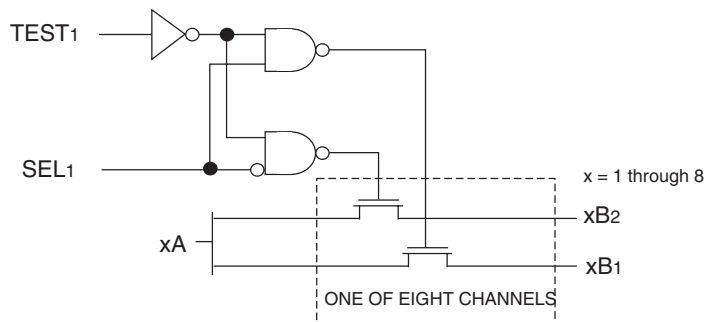 TEST1
SEL1
x = 1 through 8
xB2
xA
xB1
ONE OF EIGHT CHANNELS